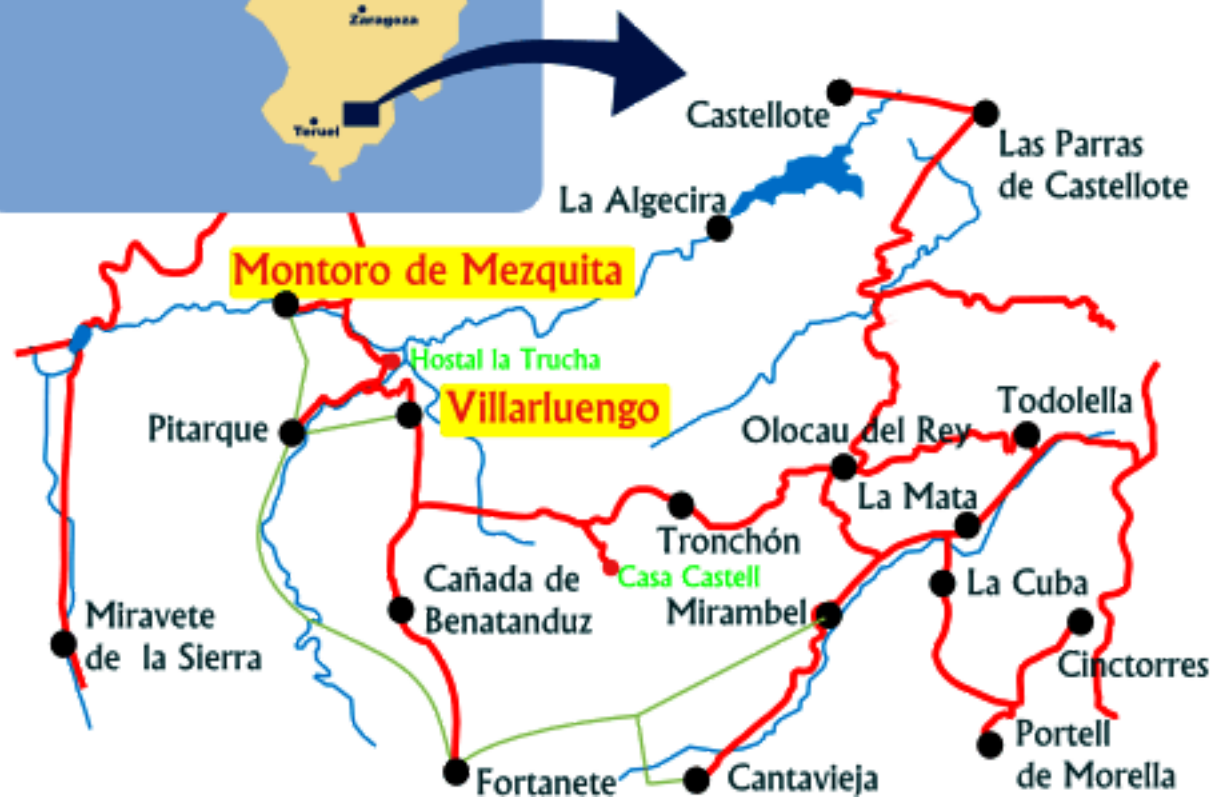 Zaragoza
Teruel
Castellote
Las Parras
de Castellote
La Algecira
Montoro de Mezquita
Hostal la Trucha
Villarluengo
Pitarque
Todolella
Olocau del Rey
La Mata
Tronchón
Casa Castell
Cañada de
Benatanduz
Mirambel
La Cuba
Miravete
de la Sierra
Cinctorres
Portell
de Morella
Fortanete
Cantavieja